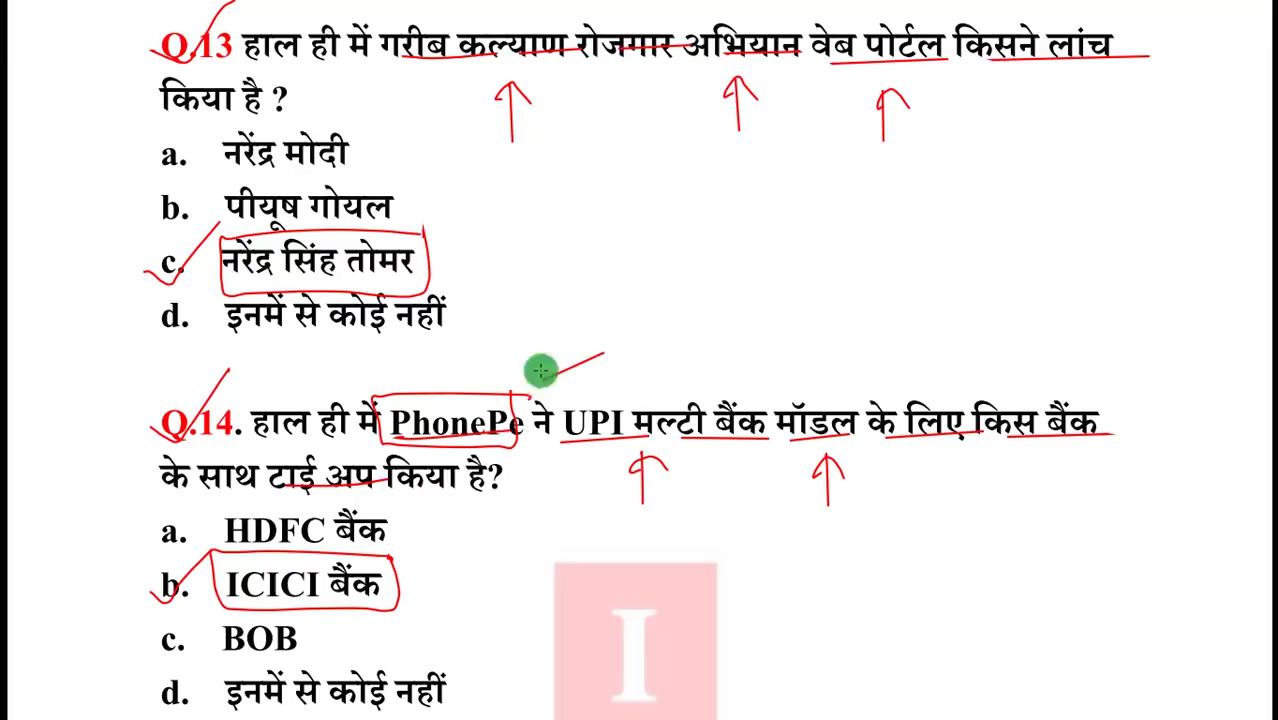 Q.13 हाल ही में गरीब कल्याण रोजगार अभियान वेब पोर्टल किसने लांच
किया है ?
a. नरेंद्र मोदी
b. पीयूष गोयल
c. नरेंद्र सिंह तोमर
d. इनमें से कोई नहीं
Q.14. हाल ही में PhonePe ने UPI मल्टी बैंक मॉडल के लिए किस बैंक
के साथ टाई अप किया है?
a. HDFC बैंक
b. ICICI बैंक
c. BOB
d. इनमें से कोई नहीं
I